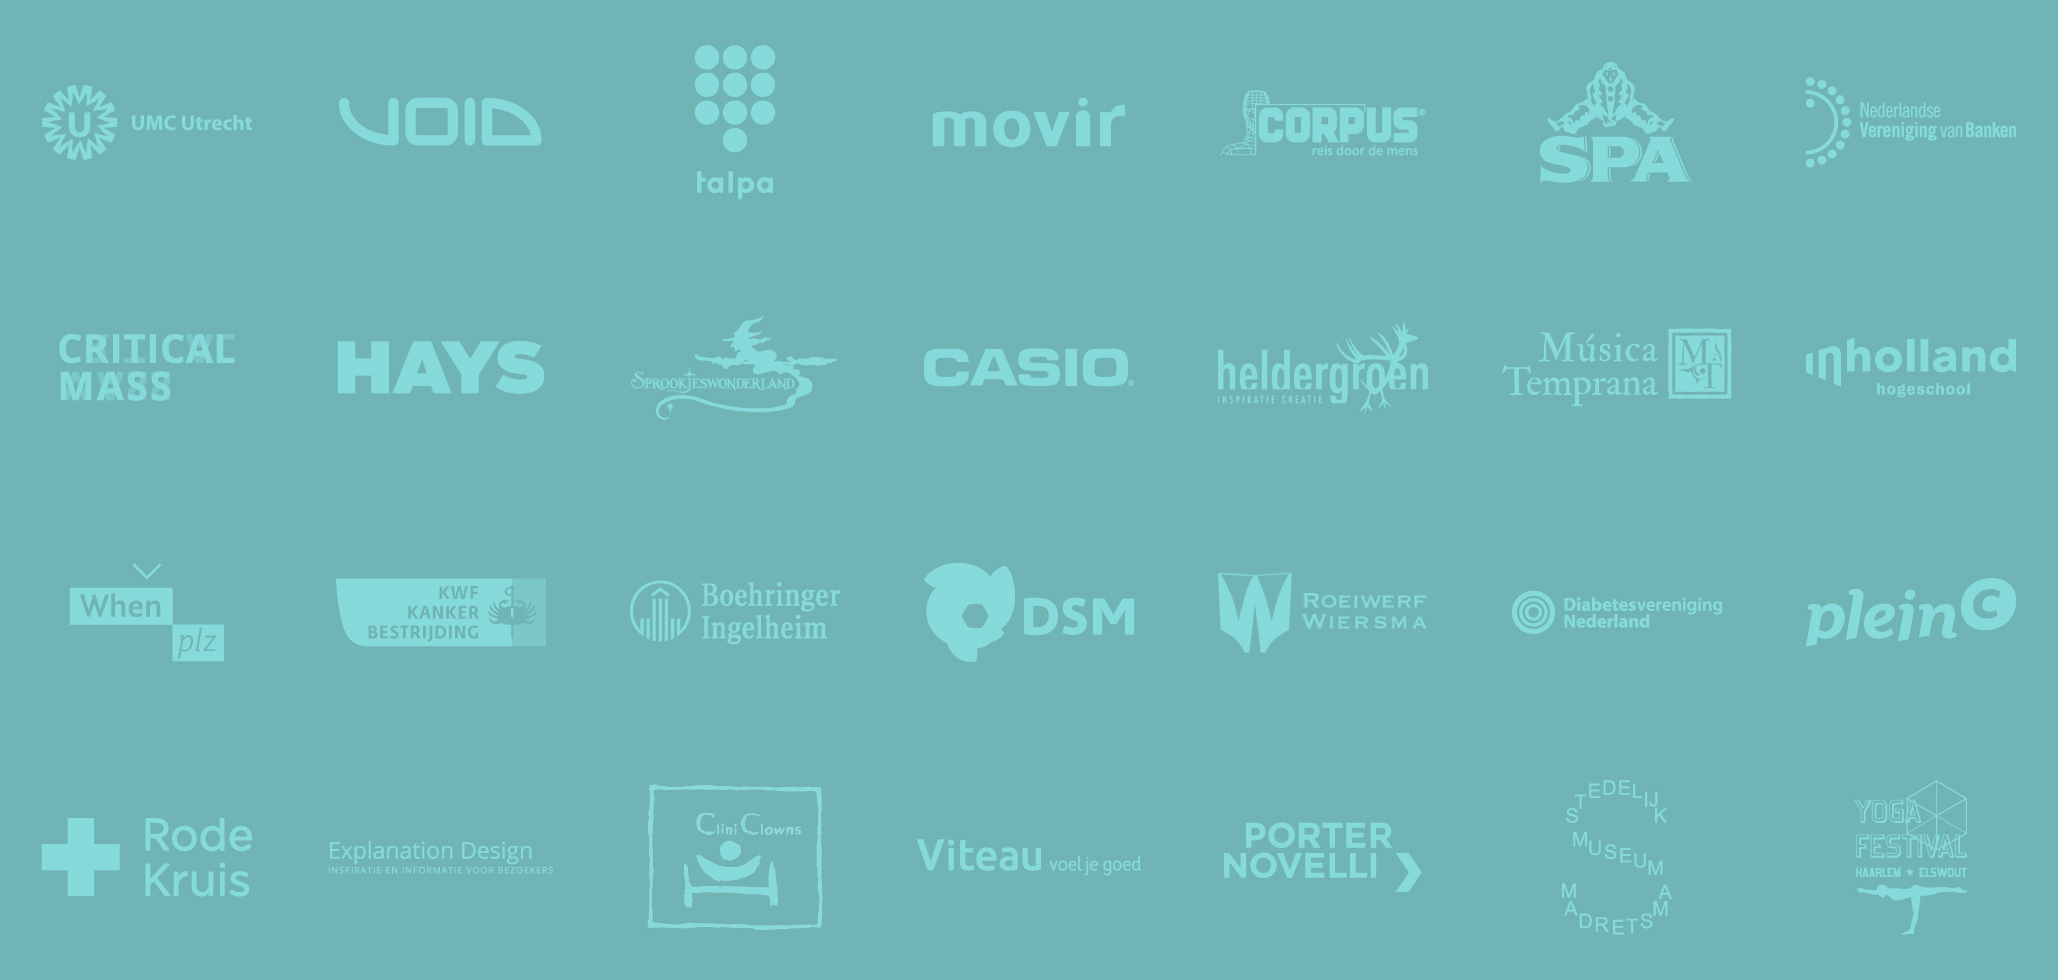 UMC Utrecht
VOID
talpa
movir
CORPUS®
reis door de mens
SPA
Nederlandse
Vereniging van Banken
CRITICAL
MASS
HAYS
SPROOKJESWONDERLAND
CASIO®
heldergroen
INSPIRATIE CREATIE
Música
Temprana
M
T
inholland
hogeschool
When
plz
KWF
KANKER
BESTRIJDING
Boehringer
Ingelheim
DSM
ROEIWERF
WIERSMA
Diabetesvereniging
Nederland
plein C
Rode
Kruis
Explanation Design
INSPIRATIE EN INFORMATIE VOOR BEZOEKERS
Clini Clowns
Viteau voel je goed
PORTER
NOVELLI
STEDELIJK
MUSEUM
AMSTERDAM
YOGA
FESTIVAL
HAARLEM ★ ELSWOUT